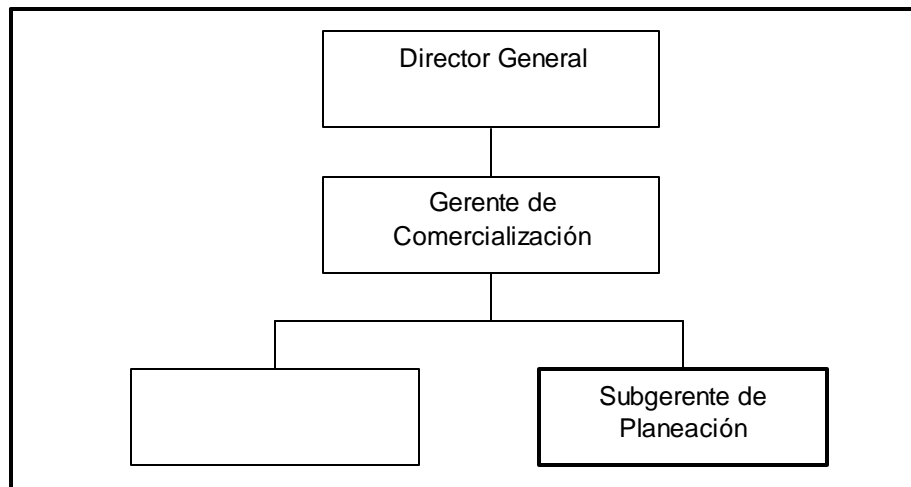 Director General
Gerente de
Comercialización
Subgerente de
Planeación